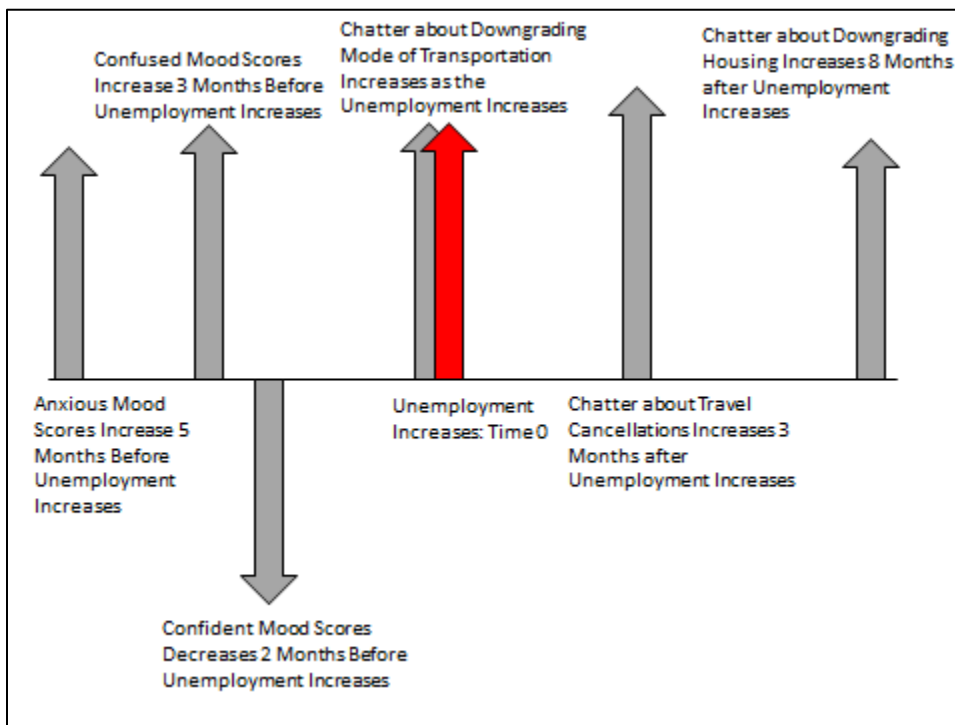 Confused Mood Scores
Increase 3 Months Before
Unemployment Increases
Chatter about Downgrading
Mode of Transportation
Increases as the
Unemployment Increases
Chatter about Downgrading
Housing Increases 8 Months
after Unemployment
Increases
Anxious Mood
Scores Increase 5
Months Before
Unemployment
Increases
Unemployment
Increases: Time 0
Chatter about Travel
Cancellations Increases 3
Months after
Unemployment Increases
Confident Mood Scores
Decreases 2 Months Before
Unemployment Increases